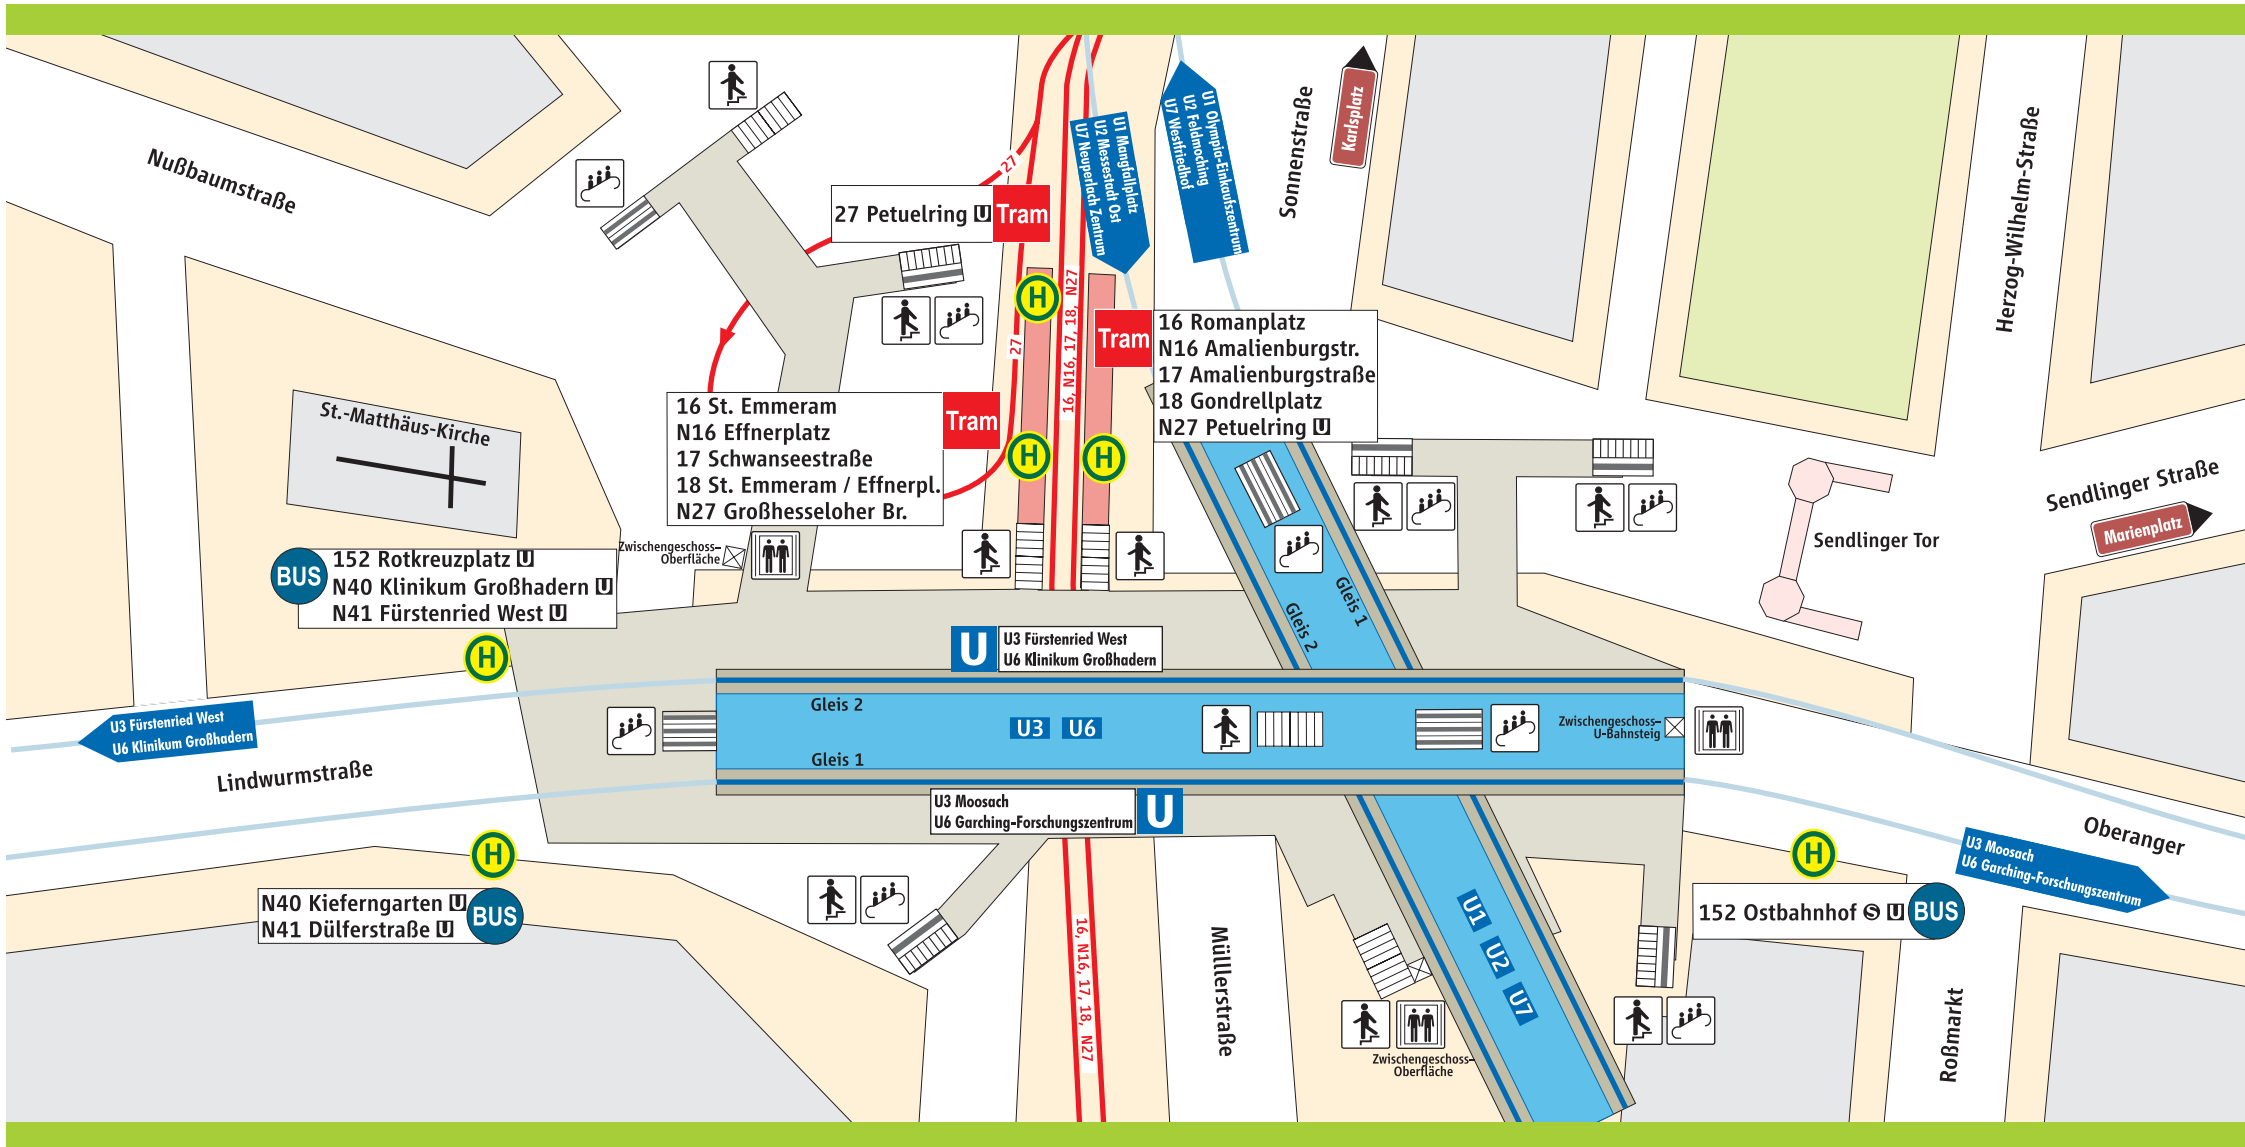 Nußbaumstraße
27
27 Petuelring U
Tram
U1 Mangfallplatz
U2 Messestadt Ost
U7 Neuperlach Zentrum
U1 Olympia-Einkaufszentrum
U2 Feldmoching
U7 Westfriedhof
Sonnenstraße
Karlsplatz
Herzog-Wilhelm-Straße
H
27
16, N16, 17, 18, N27
Tram
16 Romanplatz
N16 Amalienburgstr.
17 Amalienburgstraße
18 Gondrellplatz
N27 Petuelring U
16 St. Emmeram
N16 Effnerplatz
17 Schwanseestraße
18 St. Emmeram / Effnerpl.
N27 Großhesseloher Br.
Tram
H
H
St.-Matthäus-Kirche
Sendlinger Straße
Marienplatz
Sendlinger Tor
Zwischengeschoss-
Oberfläche
BUS
152 Rotkreuzplatz U
N40 Klinikum Großhadern U
N41 Fürstenried West U
H
Gleis 1
Gleis 2
U
U3 Fürstenried West
U6 Klinikum Großhadern
U3 Fürstenried West
U6 Klinikum Großhadern
Gleis 2
U3
U6
Gleis 1
Zwischengeschoss-
U-Bahnsteig
Lindwurmstraße
U3 Moosach
U6 Garching-Forschungszentrum
U
H
H
Oberanger
U3 Moosach
U6 Garching-Forschungszentrum
N40 Kieferngarten U
N41 Dülferstraße U
BUS
16, N16, 17, 18, N27
Mülllerstraße
U1
U2
U7
152 Ostbahnhof S U
BUS
Zwischengeschoss-
Oberfläche
Roßmarkt